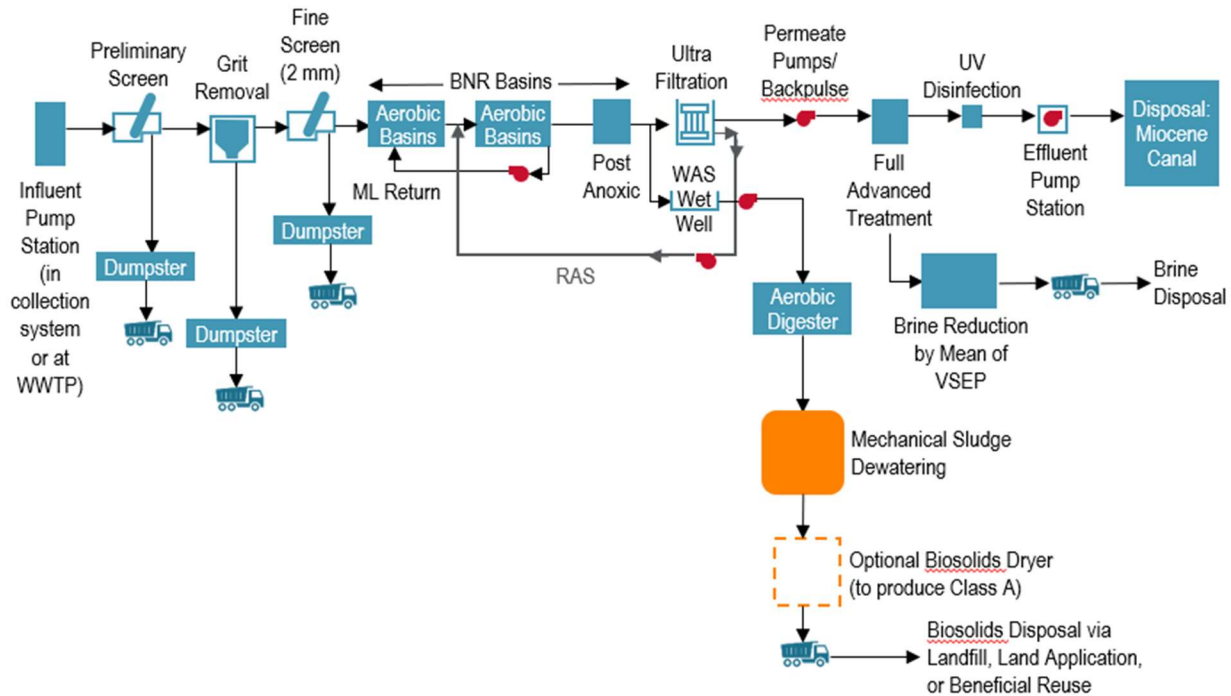 Preliminary
Screen
Grit
Removal
Fine
Screen
(2 mm)
BNR Basins
Ultra
Filtration
Permeate
Pumps/
Backpulse
UV
Disinfection
Aerobic
Basins
Aerobic
Basins
Disposal:
Miocene
Canal
Influent
Pump
Station
(in
collection
system
or at
WWTP)
ML Return
Post
Anoxic
WAS
Wet
Well
Full
Advanced
Treatment
Effluent
Pump
Station
Dumpster
Dumpster
Dumpster
RAS
Aerobic
Digester
Brine Reduction
by Mean of
VSEP
Brine
Disposal
Mechanical Sludge
Dewatering
Optional Biosolids Dryer
(to produce Class A)
Biosolids Disposal via
Landfill, Land Application,
or Beneficial Reuse